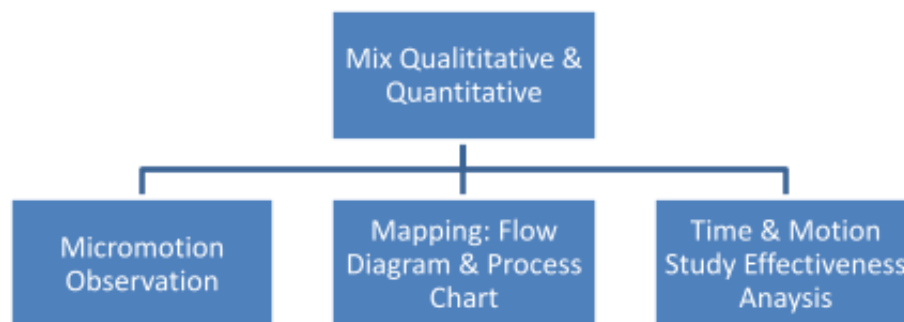 Mix Qualititative &
Quantitative
Micromotion
Observation
Mapping: Flow
Diagram & Process
Chart
Time & Motion
Study Effectiveness
Anaysis